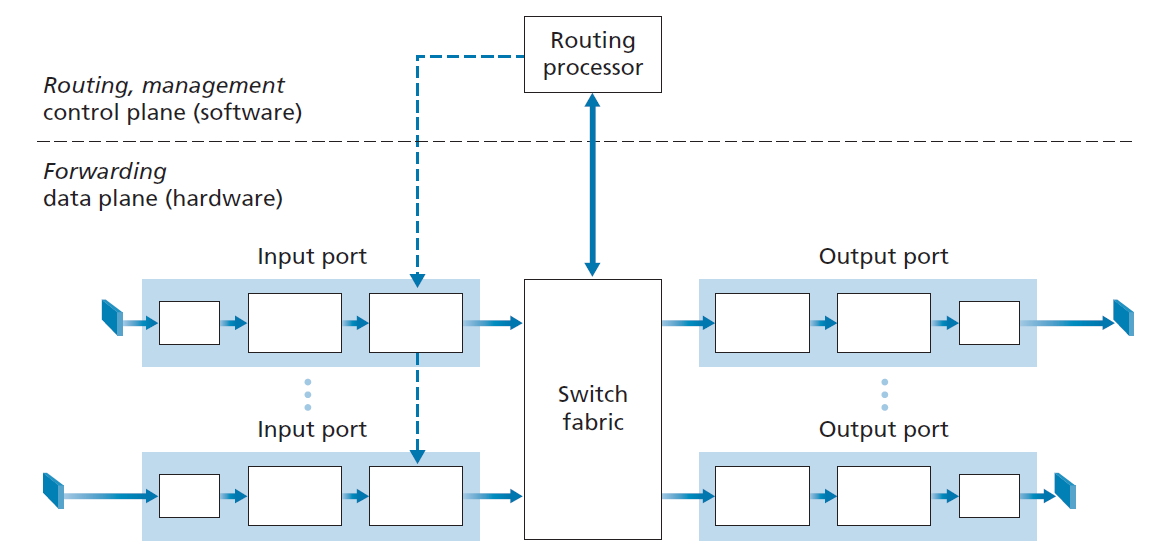 Routing
processor
Routing, management
control plane (software)
Forwarding
data plane (hardware)
Input port
Output port
Switch
fabric
Input port
Output port